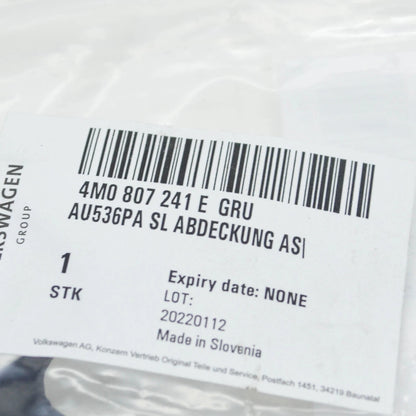 4M0 807 241 E GRU
AU536PA SL ABDECKUNG AS
1
STK
Expiry date: NONE
LOT:
20220112
Made in Slovenia
Volkswagen AG, Konzern Vertrieb Original Teile und Service, Postfach 1451, 34219 Baunatal
GROUP